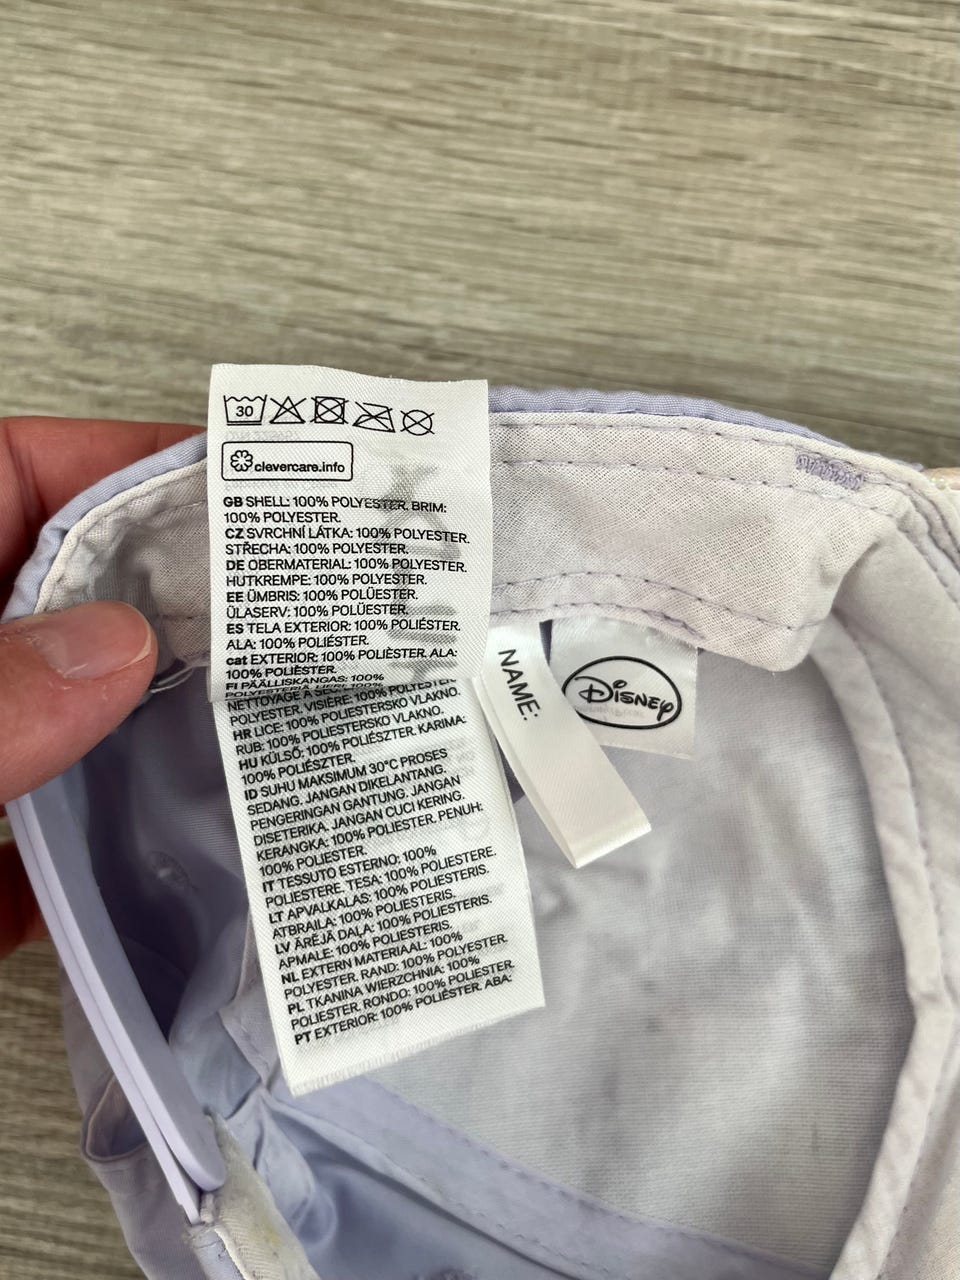 30
clevercare.info
GB SHELL: 100% POLYESTER. BRIM:
100% POLYESTER.
CZ SVRCHNÍ LÁTKA: 100% POLYESTER.
STŘECHA: 100% POLYESTER.
DE OBERMATERIAL: 100% POLYESTER.
HUTKREMPE: 100% POLYESTER.
EE ÜMBRIS: 100% POLÜESTER.
ÜLASERV: 100% POLÜESTER.
ES TELA EXTERIOR: 100% POLIÉSTER.
ALA: 100% POLIÉSTER.
cat EXTERIOR: 100% POLIÈSTER. ALA:
100% POLIÈSTER.
FI PÄÄLLISKANGAS: 100%
NETTOYAGE À SEC. 100% POLYESTER.
POLYESTER. VISIÈRE: 100% POLYESTER.
HR LICE: 100% POLIESTERSKO VLAKNO.
RUB: 100% POLIESTERSKO VLAKNO.
HU KÜLSŐ: 100% POLIÉSZTER. KARIMA:
100% POLIÉSZTER.
ID SUHU MAKSIMUM 30°C PROSES
SEDANG. JANGAN DIKELANTANG.
PENGERINGAN GANTUNG. JANGAN
DISETERIKA. JANGAN CUCI KERING.
KERANGKA: 100% POLIESTER. PENUH:
100% POLIESTER.
IT TESSUTO ESTERNO: 100%
POLIESTERE. TESA: 100% POLIESTERE.
LT APVALKALAS: 100% POLIESTERIS.
ATBRAILA: 100% POLIESTERIS.
LV ĀRĒJĀ DAĻA: 100% POLIESTERIS.
APMALE: 100% POLIESTERIS.
NL EXTERN MATERIAAL: 100%
POLYESTER. RAND: 100% POLYESTER.
PL TKANINA WIERZCHNIA: 100%
POLIESTER. RONDO: 100% POLIESTER.
PT EXTERIOR: 100% POLIÉSTER. ABA:
NAME:
Disney